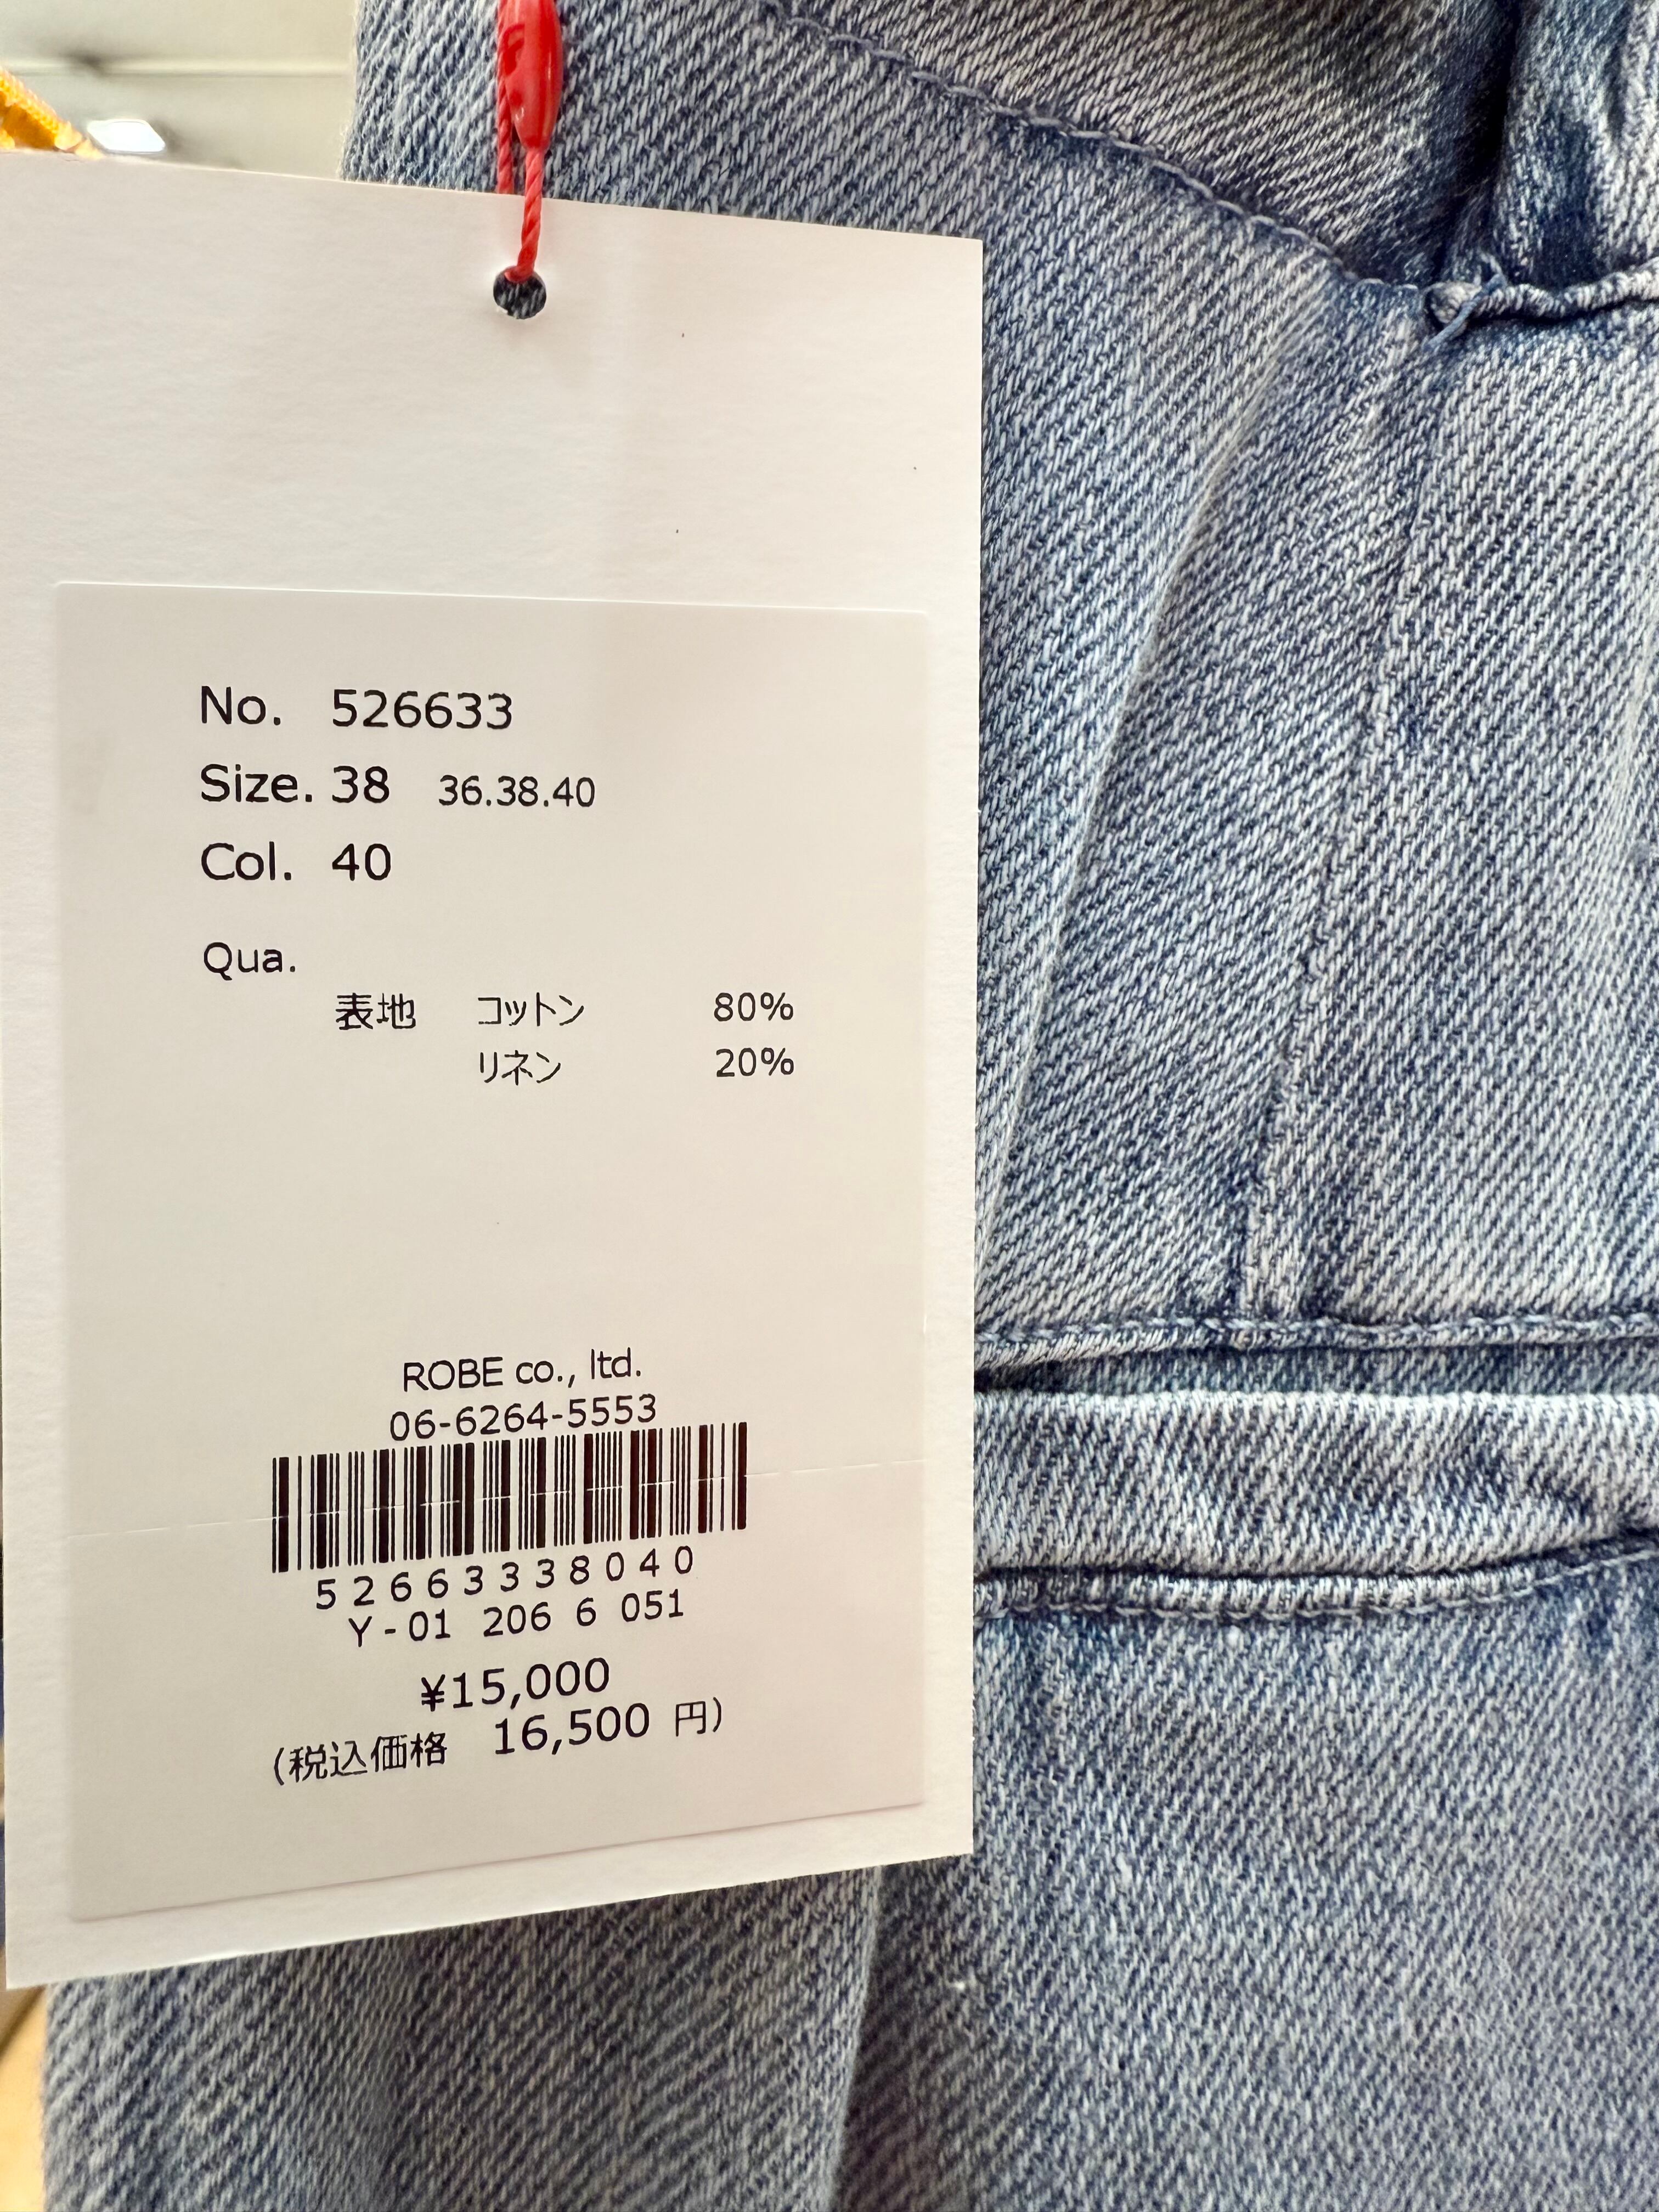 No. 526633
Size. 38 36.38.40
Col. 40
Qua.
表地 コットン 80%
リネン 20%
ROBE co., ltd.
06-6264-5553
52663338040
Y-01 206 6 051
¥15,000
(税込価格 16,500 円)